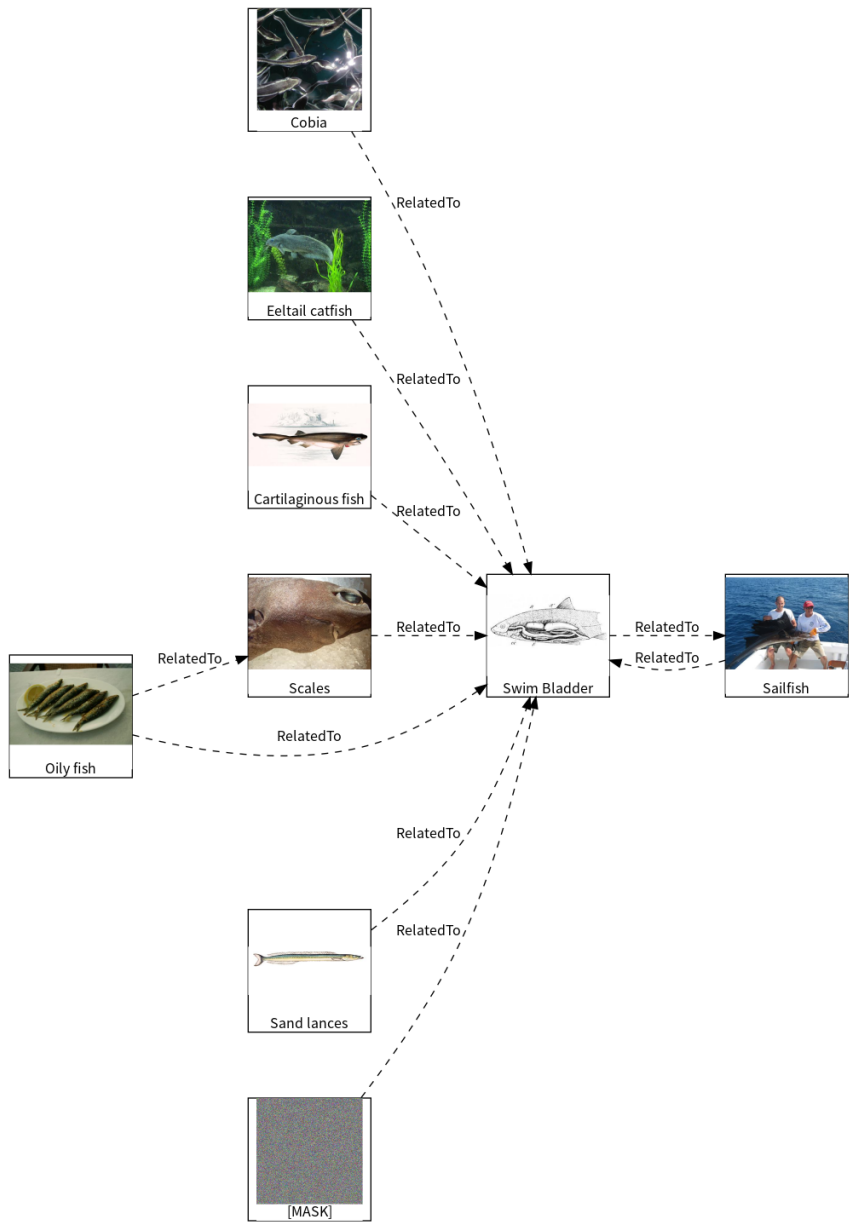 Cobia
RelatedTo
Eeltail catfish
RelatedTo
Cartilaginous fish
RelatedTo
RelatedTo
RelatedTo
RelatedTo
RelatedTo
Scales
Swim Bladder
Sailfish
RelatedTo
Oily fish
RelatedTo
RelatedTo
Sand lances
[MASK]